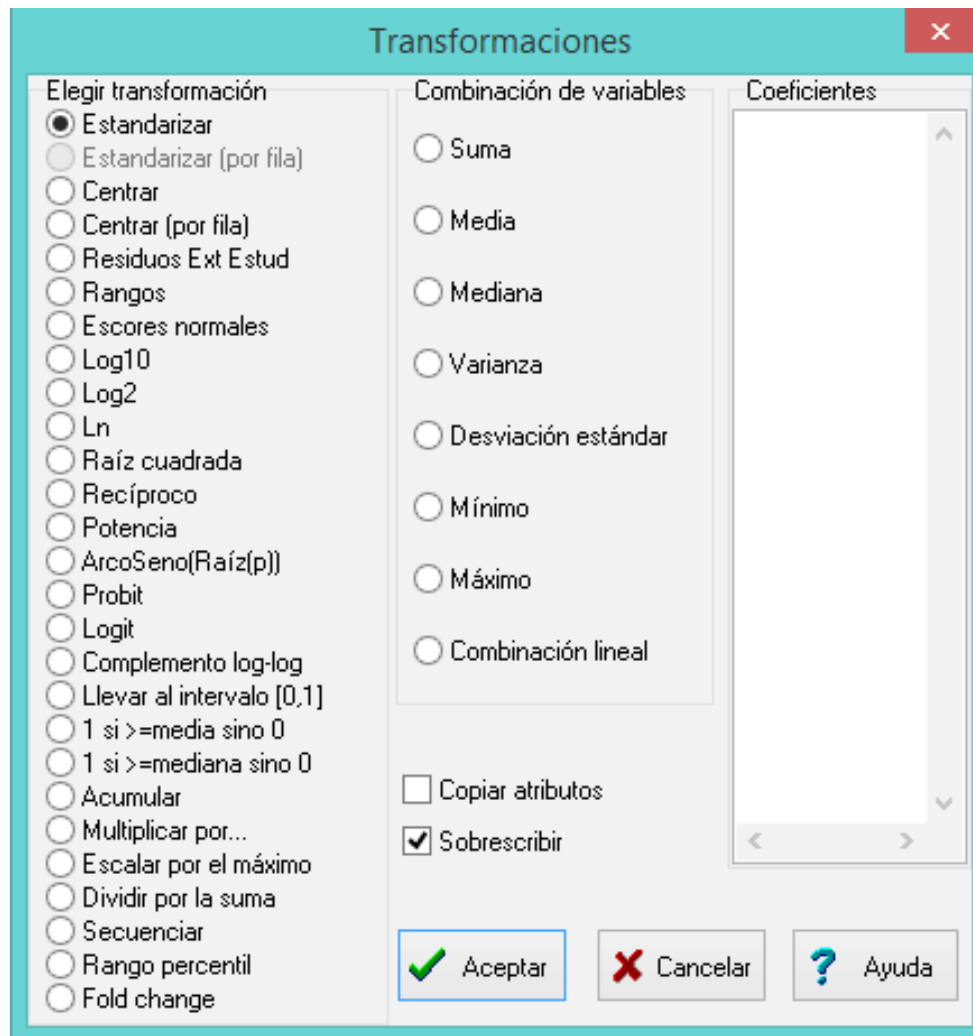 Transformaciones
Elegir transformación
Estandarizar
Estandarizar (por fila)
Centrar
Centrar (por fila)
Residuos Ext Estud
Rangos
Escores normales
Log10
Log2
Ln
Raíz cuadrada
Recíproco
Potencia
ArcoSeno(Raíz(p))
Probit
Logit
Complemento log-log
Llevar al intervalo [0,1]
1 si >=media sino 0
1 si >=mediana sino 0
Acumular
Multiplicar por...
Escalar por el máximo
Dividir por la suma
Secuenciar
Rango percentil
Fold change
Combinación de variables
Suma
Media
Mediana
Varianza
Desviación estándar
Mínimo
Máximo
Combinación lineal
Copiar atributos
Sobrescribir
Coeficientes
Aceptar
Cancelar
? Ayuda